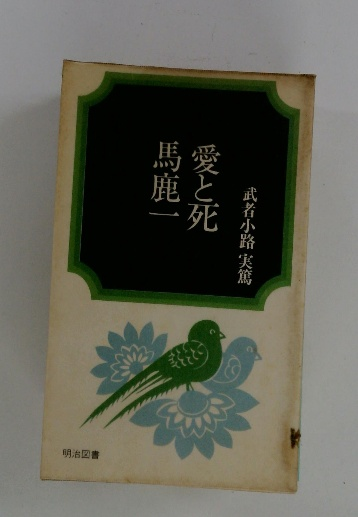 武者小路実篤
愛と死
馬鹿一
明治図書